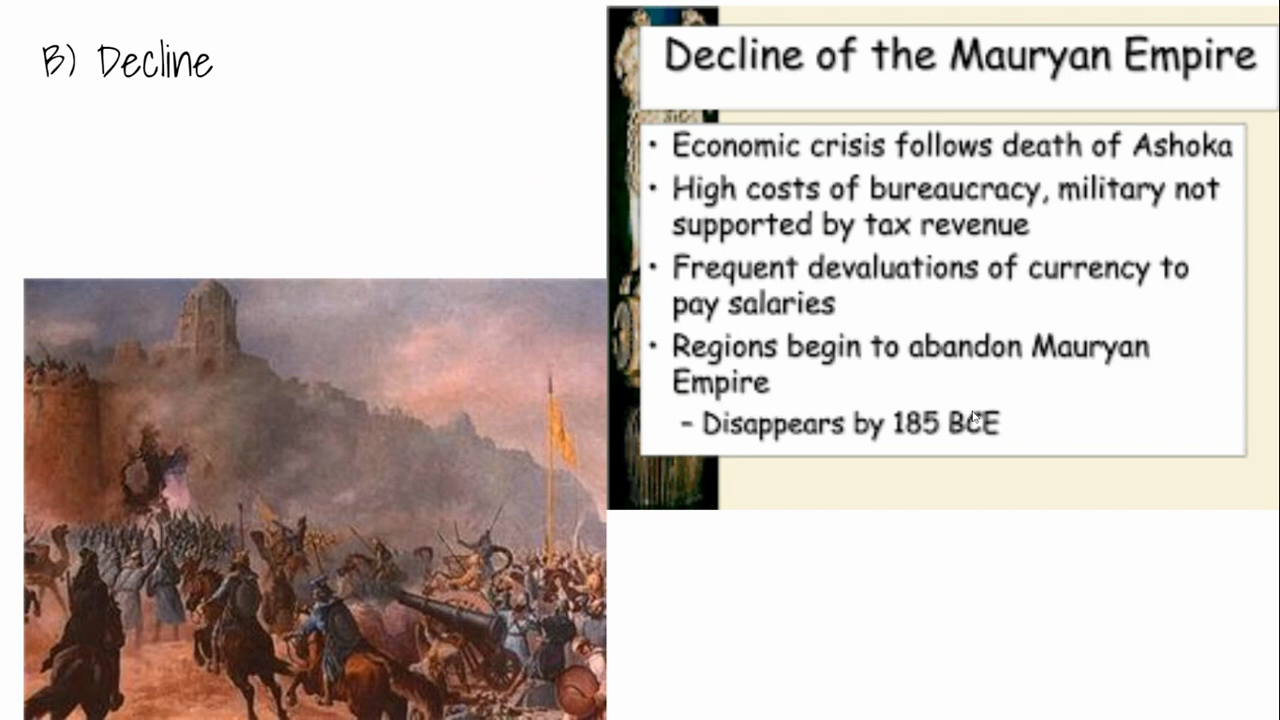 B) Decline
Decline of the Mauryan Empire
• Economic crisis follows death of Ashoka
• High costs of bureaucracy, military not
supported by tax revenue
• Frequent devaluations of currency to
pay salaries
• Regions begin to abandon Mauryan
Empire
– Disappears by 185 BCE